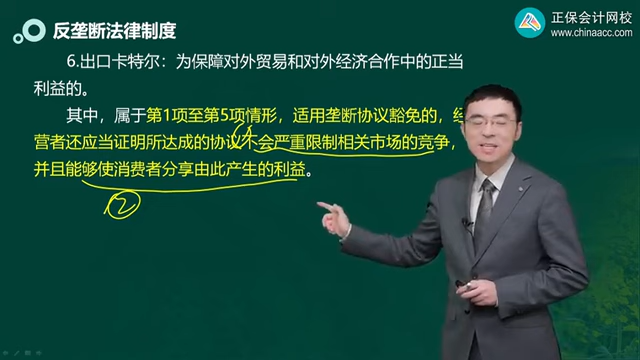 反垄断法律制度
正保会计网校
www.chinaacc.com
6.出口卡特尔：为保障对外贸易和对外经济合作中的正当
利益的。
其中，属于第1项至第5项情形，适用垄断协议豁免的，经
营者还应当证明所达成的协议不会严重限制相关市场的竞争，
并且能够使消费者分享由此产生的利益。
①
②